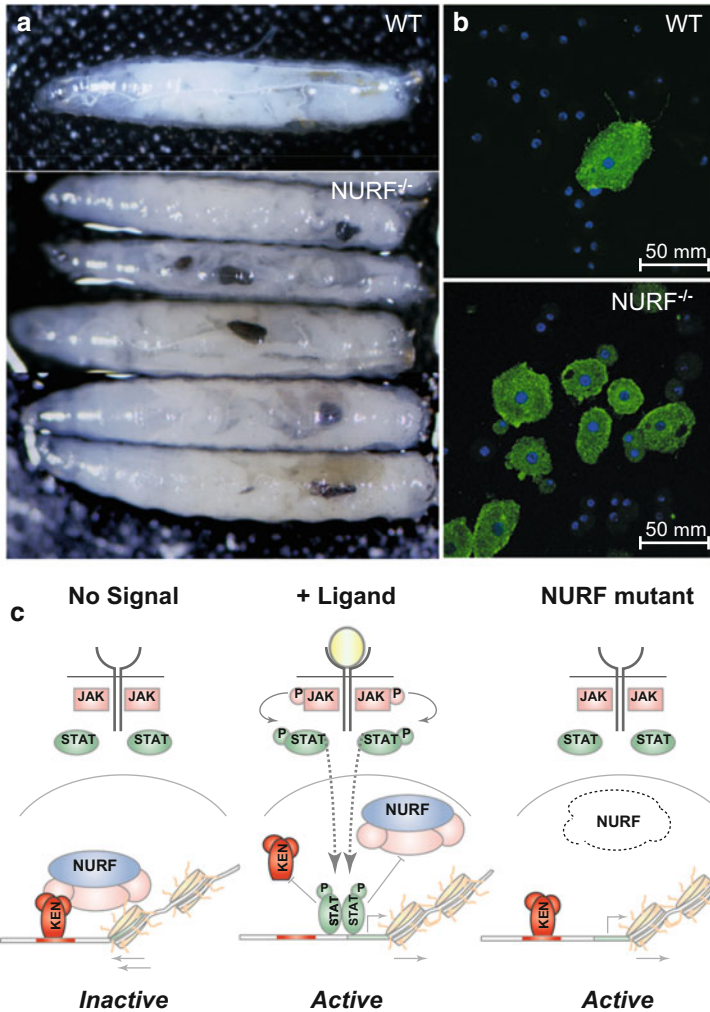 a
WT
NURF-/-
b
WT
50 mm
NURF-/-
50 mm
c
No Signal
+ Ligand
NURF mutant
JAK JAK
STAT STAT
NURF
KEN
Inactive
P JAK JAK P
P STAT STAT P
NURF
KEN
P P
STAT STAT
Active
JAK JAK
STAT STAT
NURF
KEN
Active